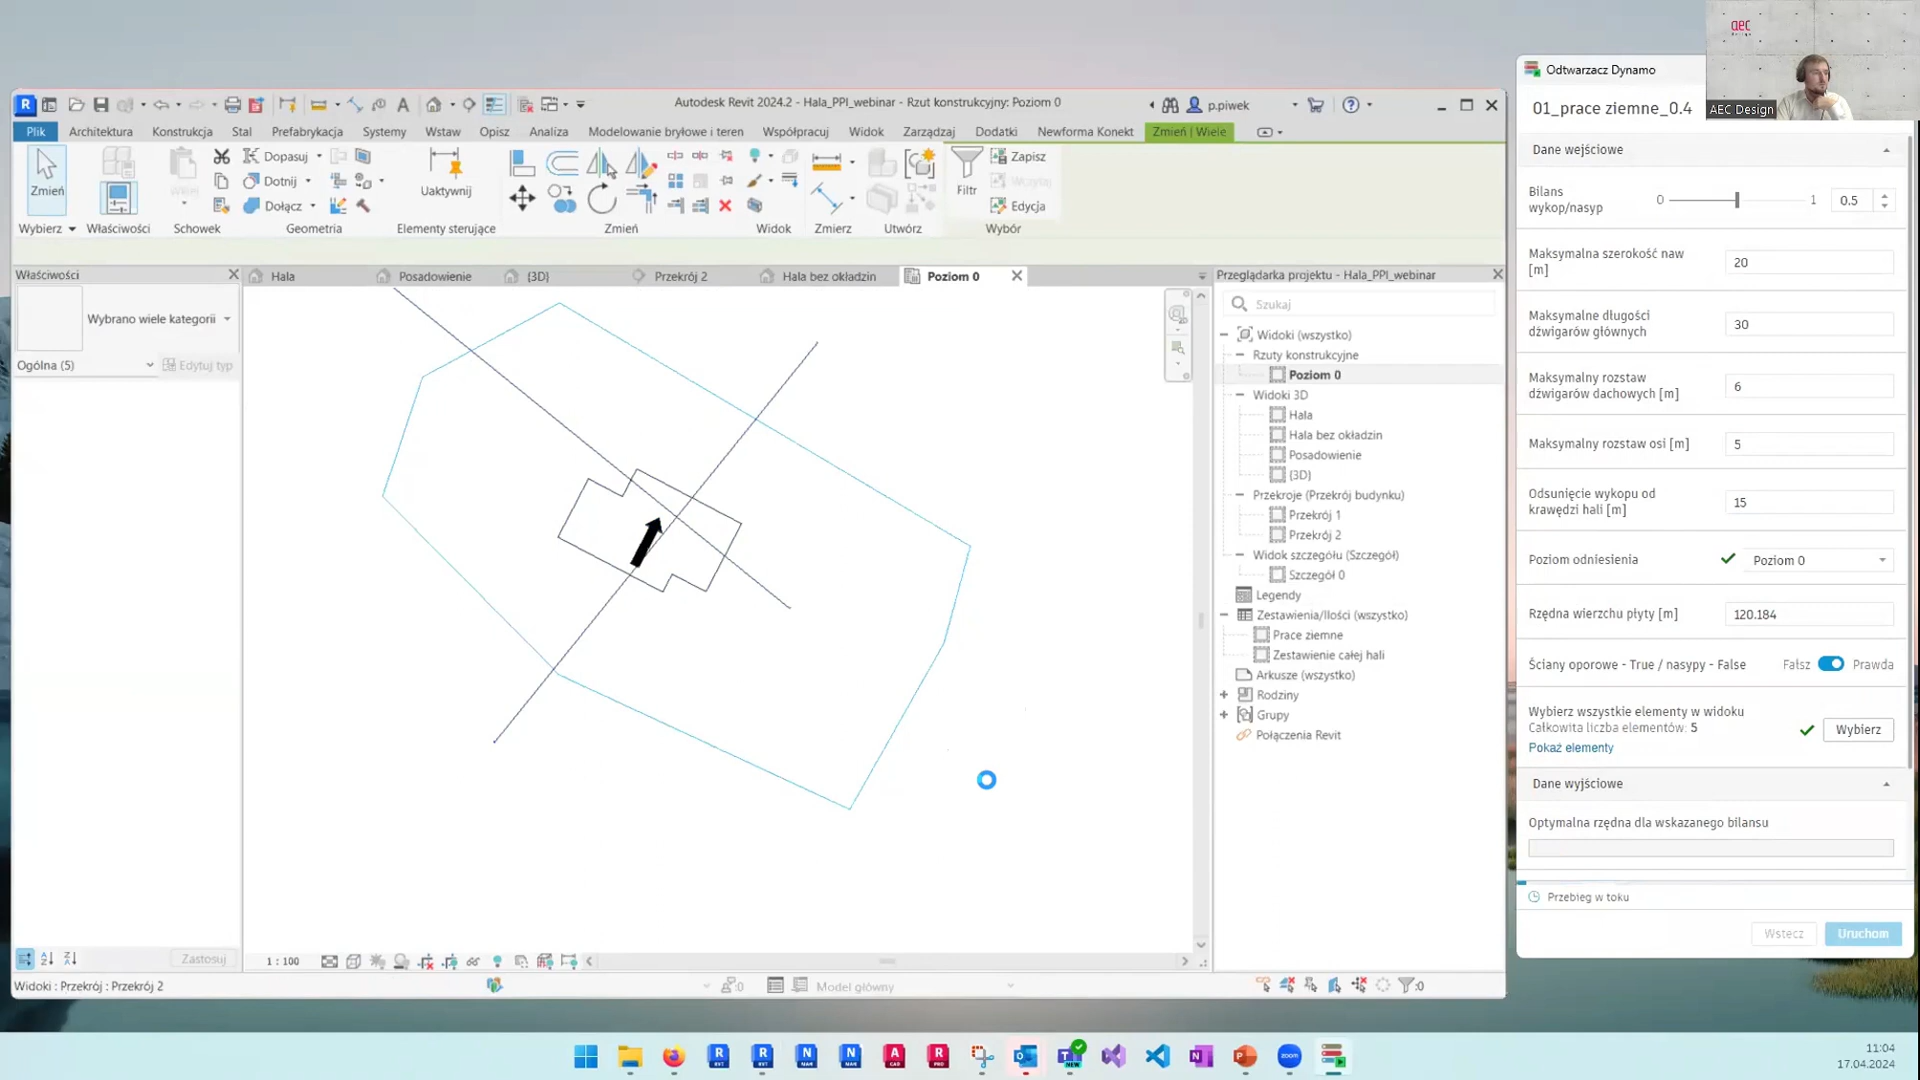 aec
AEC Design
Autodesk Revit 2024.2 - Hala_PPI_webinar - Rzut konstrukcyjny: Poziom 0
p.piwek
Plik
Architektura
Konstrukcja
Stal
Prefabrykacja
Systemy
Wstaw
Opisz
Analiza
Modelowanie bryłowe i teren
Współpracuj
Widok
Zarządzaj
Dodatki
Newforma Konekt
Zmień | Wiele
Zmień
Dopasuj
Dotnij
Dołącz
Uaktywnij
Filtr
Zapisz
Wczytaj
Edycja
Wybierz
Właściwości
Schowek
Geometria
Elementy sterujące
Zmień
Widok
Zmierz
Utwórz
Wybór
Właściwości
Wybrano wiele kategorii
Ogólna (5)
Edytuj typ
Zastosuj
Hala
Posadowienie
{3D}
Przekrój 2
Hala bez okładzin
Poziom 0
1 : 100
Widoki : Przekrój : Przekrój 2
:0
Model główny
:0
Przeglądarka projektu - Hala_PPI_webinar
Szukaj
Widoki (wszystko)
Rzuty konstrukcyjne
Poziom 0
Widoki 3D
Hala
Hala bez okładzin
Posadowienie
{3D}
Przekroje (Przekrój budynku)
Przekrój 1
Przekrój 2
Widok szczegółu (Szczegół)
Szczegół 0
Legendy
Zestawienia/Ilości (wszystko)
Prace ziemne
Zestawienie całej hali
Arkusze (wszystko)
Rodziny
Grupy
Połączenia Revit
Odtwarzacz Dynamo
01_prace ziemne_0.4
Dane wejściowe
Bilans
wykop/nasyp
0
1
0.5
Maksymalna szerokość naw
[m]
20
Maksymalne długości
dźwigarów głównych
30
Maksymalny rozstaw
dźwigarów dachowych [m]
6
Maksymalny rozstaw osi [m]
5
Odsunięcie wykopu od
krawędzi hali [m]
15
Poziom odniesienia
Poziom 0
Rzędna wierzchu płyty [m]
120.184
Ściany oporowe - True / nasypy - False
Fałsz
Prawda
Wybierz wszystkie elementy w widoku
Całkowita liczba elementów: 5
Pokaż elementy
Wybierz
Dane wyjściowe
Optymalna rzędna dla wskazanego bilansu
Przebieg w toku
Wstecz
Uruchom
11:04
17.04.2024